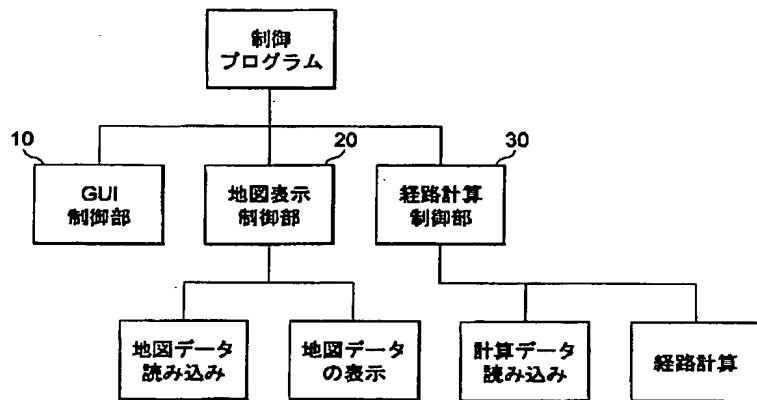 制御
プログラム
10
20
30
GUI
制御部
地図表示
制御部
経路計算
制御部
地図データ
読み込み
地図データ
の表示
計算データ
読み込み
経路計算